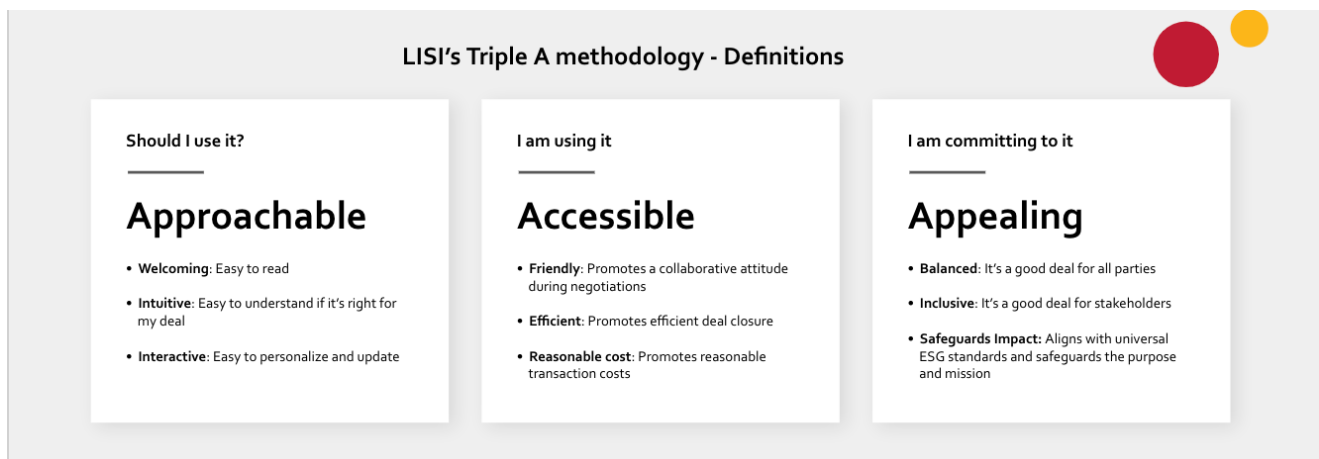 LISI's Triple A methodology - Definitions
Should I use it?
Approachable
• Welcoming: Easy to read
• Intuitive: Easy to understand if it's right for
my deal
• Interactive: Easy to personalize and update
I am using it
Accessible
• Friendly: Promotes a collaborative attitude
during negotiations
• Efficient: Promotes efficient deal closure
• Reasonable cost: Promotes reasonable
transaction costs
I am committing to it
Appealing
• Balanced: It's a good deal for all parties
• Inclusive: It's a good deal for stakeholders
• Safeguards Impact: Aligns with universal
ESG standards and safeguards the purpose
and mission